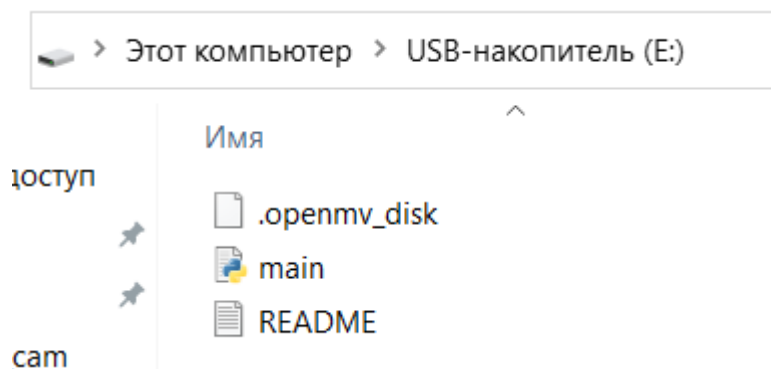 Этот компьютер > USB-накопитель (E:)
Имя
доступ
.openmv_disk
main
README
cam